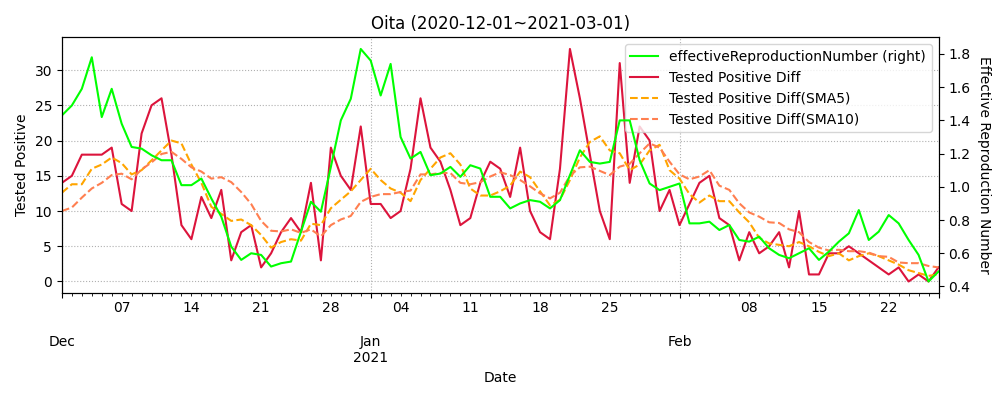 Oita (2020-12-01~2021-03-01)
effectiveReproductionNumber (right)
Tested Positive Diff
Tested Positive Diff(SMA5)
Tested Positive Diff(SMA10)
Tested Positive
30
25
20
15
10
5
0
1.8
1.6
1.4
1.2
1.0
0.8
0.6
0.4
Effective Reproduction Number
07 14 21 28 04 11 18 25 08 15 22
Dec Jan Feb
2021
Date